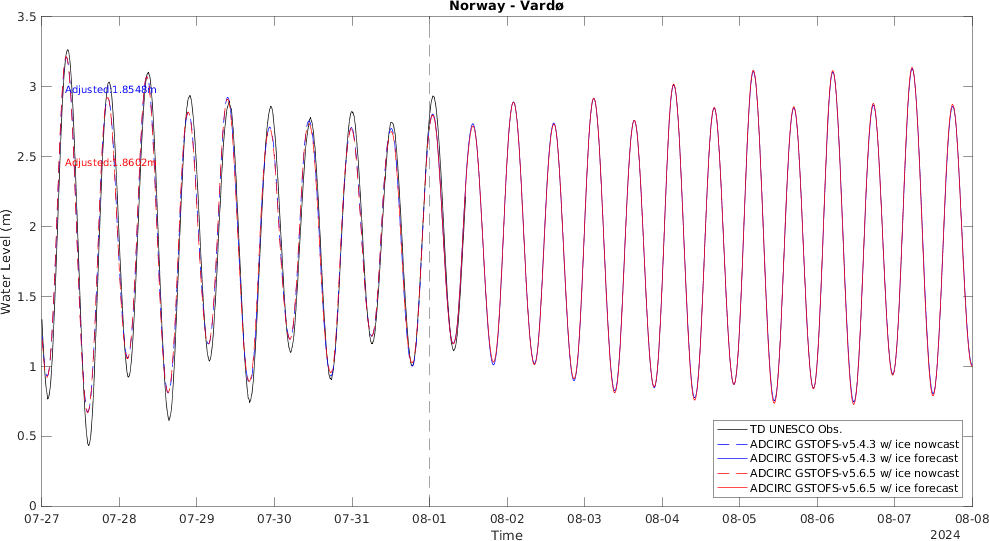 Norway - Vardø
3.5
3
2.5
2
1.5
1
0.5
0
Water Level (m)
Adjusted:1.8548m
Adjusted:1.8602m
TD UNESCO Obs.
ADCIRC GSTOFS-v5.4.3 w/ ice nowcast
ADCIRC GSTOFS-v5.4.3 w/ ice forecast
ADCIRC GSTOFS-v5.6.5 w/ ice nowcast
ADCIRC GSTOFS-v5.6.5 w/ ice forecast
07-27 07-28 07-29 07-30 07-31 08-01 08-02 08-03 08-04 08-05 08-06 08-07 08-08
Time
2024